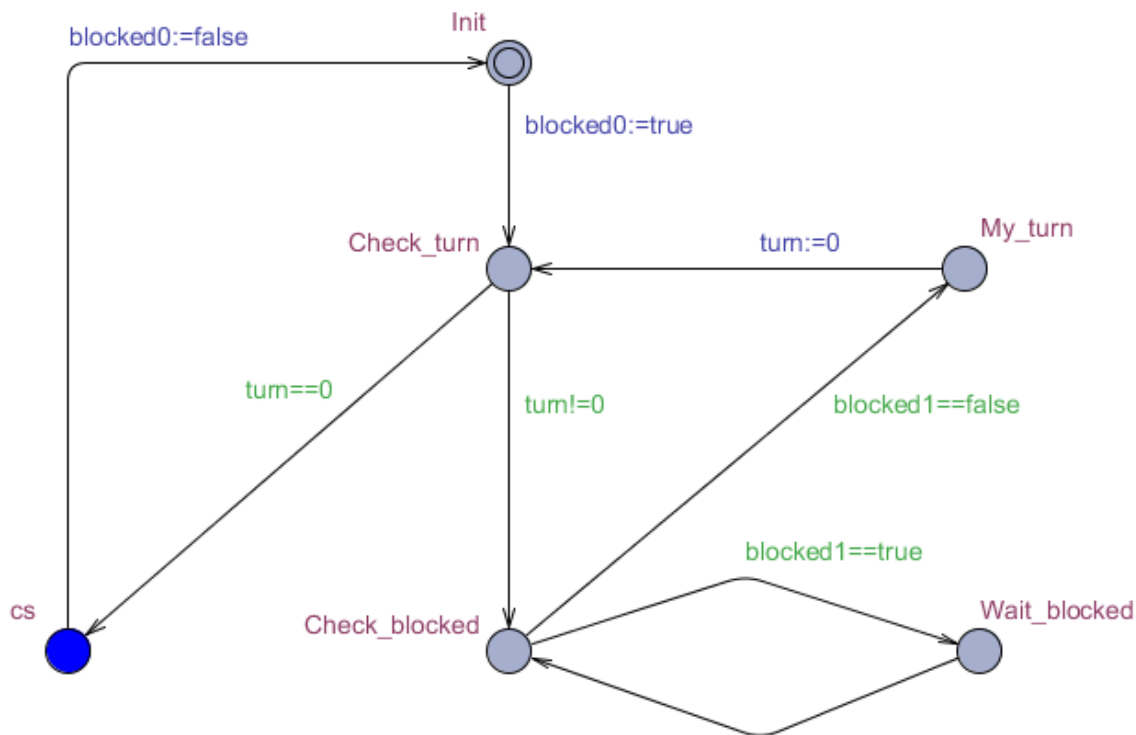 Init
blocked0:=false
blocked0:=true
Check_turn
turn:=0
My_turn
turn==0
turn!=0
blocked1==false
blocked1==true
cs
Check_blocked
Wait_blocked